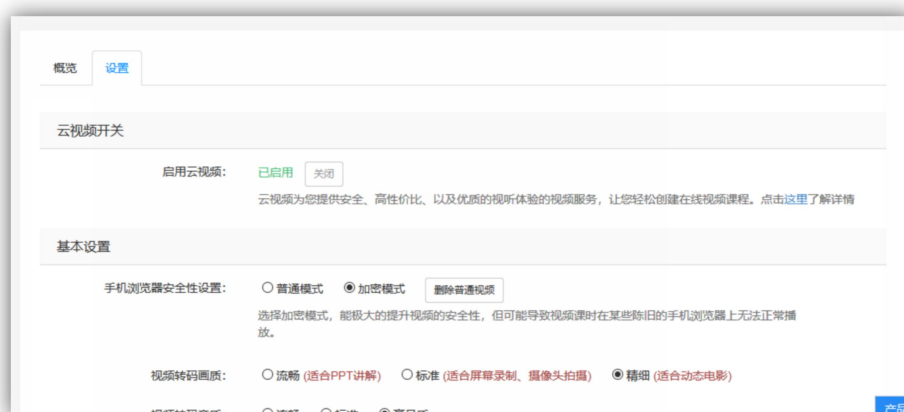 概览 设置
云视频开关
启用云视频： 已启用 关闭
云视频为您提供安全、高性价比、以及优质的视听体验的视频服务，让您轻松创建在线视频课程。点击这里了解详情
基本设置
手机浏览器安全性设置： 普通模式 加密模式 删除普通视频
选择加密模式，能极大的提升视频的安全性，但可能导致视频课时在某些陈旧的手机浏览器上无法正常播
放。
视频转码画质： 流畅 (适合PPT讲解) 标准 (适合屏幕录制、摄像头拍摄) 精细 (适合动态电影)